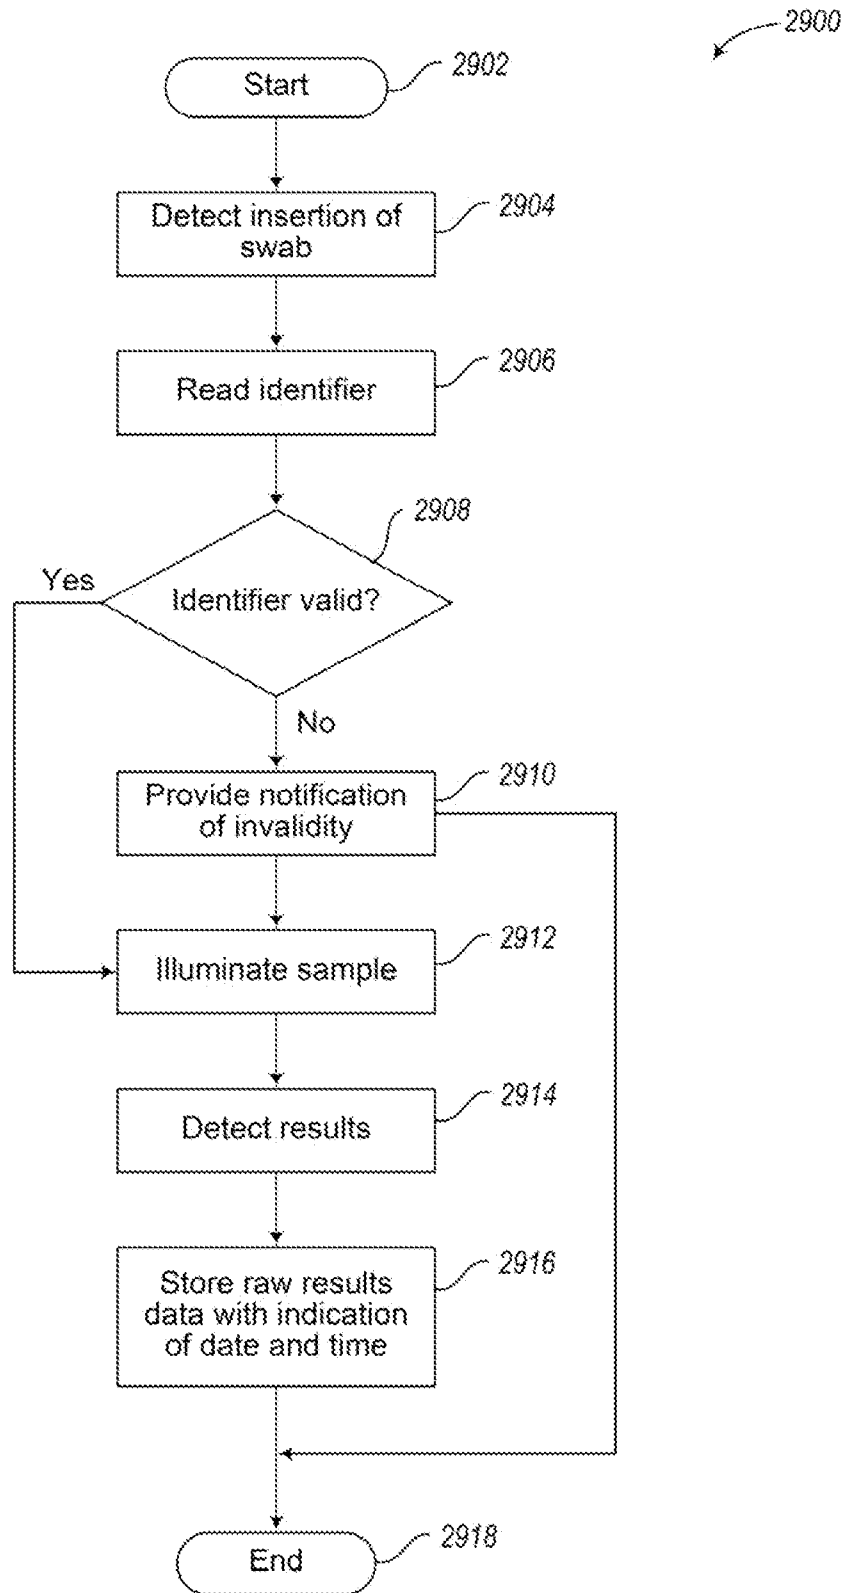 2900
Start
2902
Detect insertion of
swab
2904
Read identifier
2906
2908
Yes
Identifier valid?
No
Provide notification
of invalidity
2910
Illuminate sample
2912
Detect results
2914
Store raw results
data with indication
of date and time
2916
End
2918